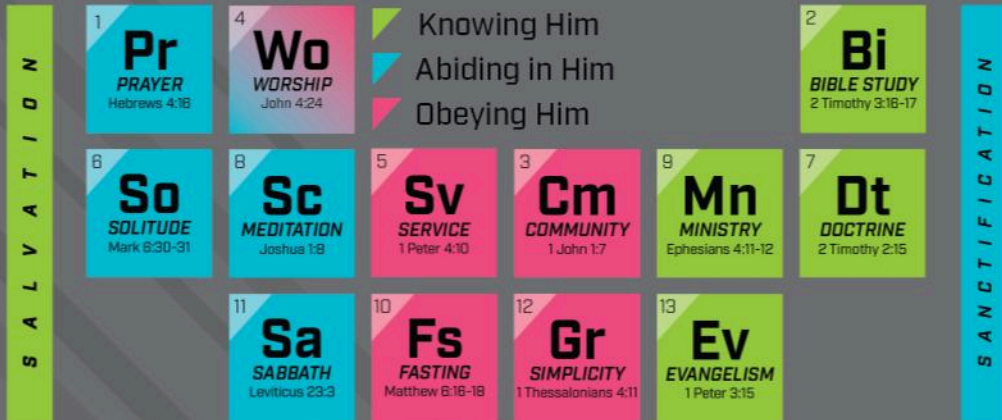 SALVATION
1
Pr
PRAYER
Hebrews 4:16
4
Wo
WORSHIP
John 4:24
Knowing Him
Abiding in Him
Obeying Him
2
Bi
BIBLE STUDY
2 Timothy 3:16-17
6
So
SOLITUDE
Mark 6:30-31
8
Sc
MEDITATION
Joshua 1:8
5
Sv
SERVICE
1 Peter 4:10
3
Cm
COMMUNITY
1 John 1:7
9
Mn
MINISTRY
Ephesians 4:11-12
7
Dt
DOCTRINE
2 Timothy 2:15
11
Sa
SABBATH
Leviticus 23:3
10
Fs
FASTING
Matthew 6:16-18
12
Gr
SIMPLICITY
1 Thessalonians 4:11
13
Ev
EVANGELISM
1 Peter 3:15
SANCTIFICATION